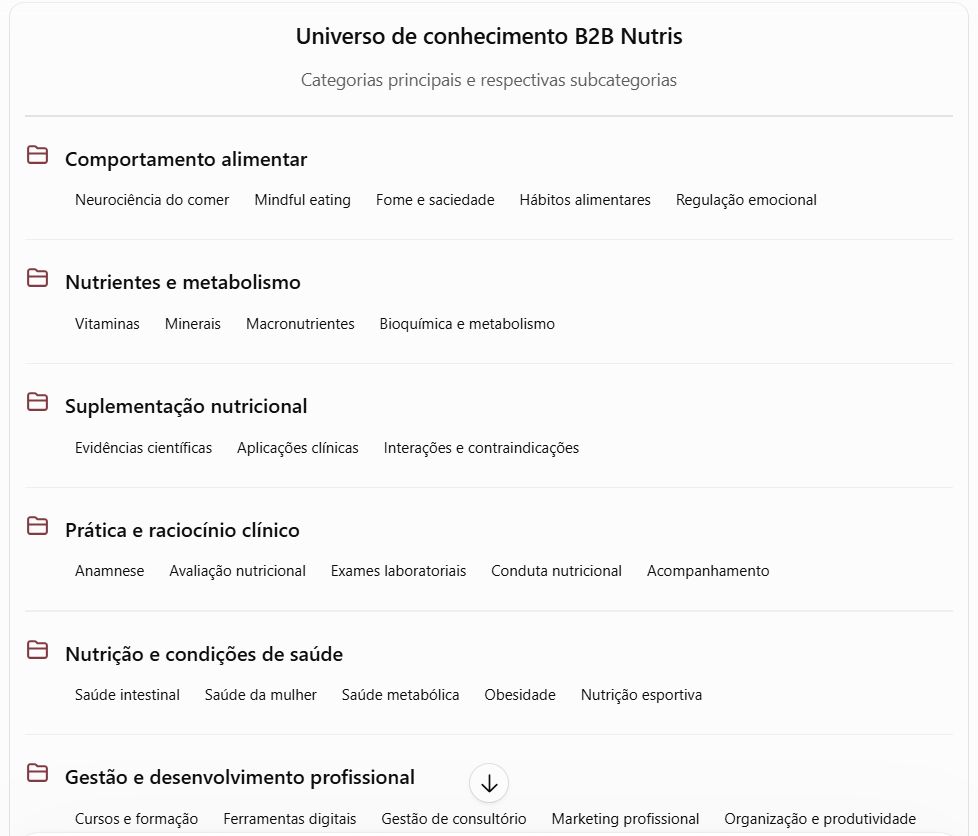 Universo de conhecimento B2B Nutris
Categorias principais e respectivas subcategorias
Comportamento alimentar
Neurociência do comer Mindful eating Fome e saciedade Hábitos alimentares Regulação emocional
Nutrientes e metabolismo
Vitaminas Minerais Macronutrientes Bioquímica e metabolismo
Suplementação nutricional
Evidências científicas Aplicações clínicas Interações e contraindicações
Prática e raciocínio clínico
Anamnese Avaliação nutricional Exames laboratoriais Conduta nutricional Acompanhamento
Nutrição e condições de saúde
Saúde intestinal Saúde da mulher Saúde metabólica Obesidade Nutrição esportiva
Gestão e desenvolvimento profissional
Cursos e formação Ferramentas digitais Gestão de consultório Marketing profissional Organização e produtividade